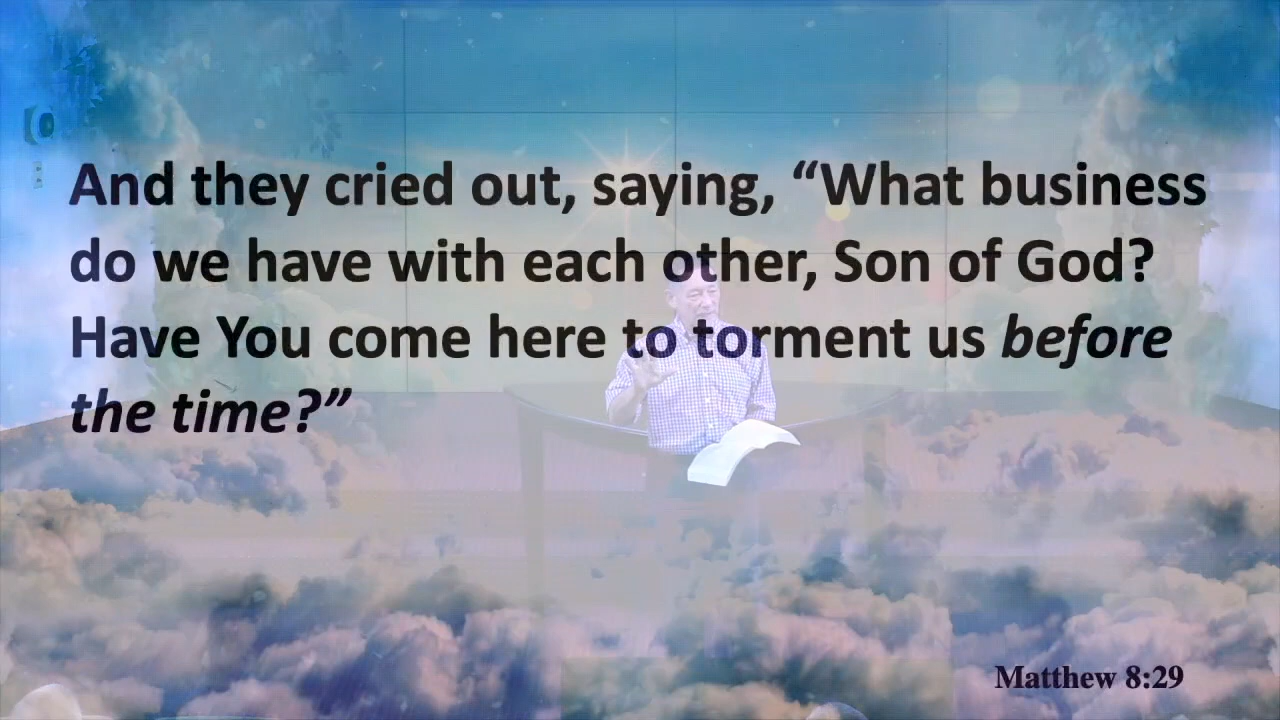 And they cried out, saying, “What business
do we have with each other, Son of God?
Have You come here to torment us before
the time?”
Matthew 8:29